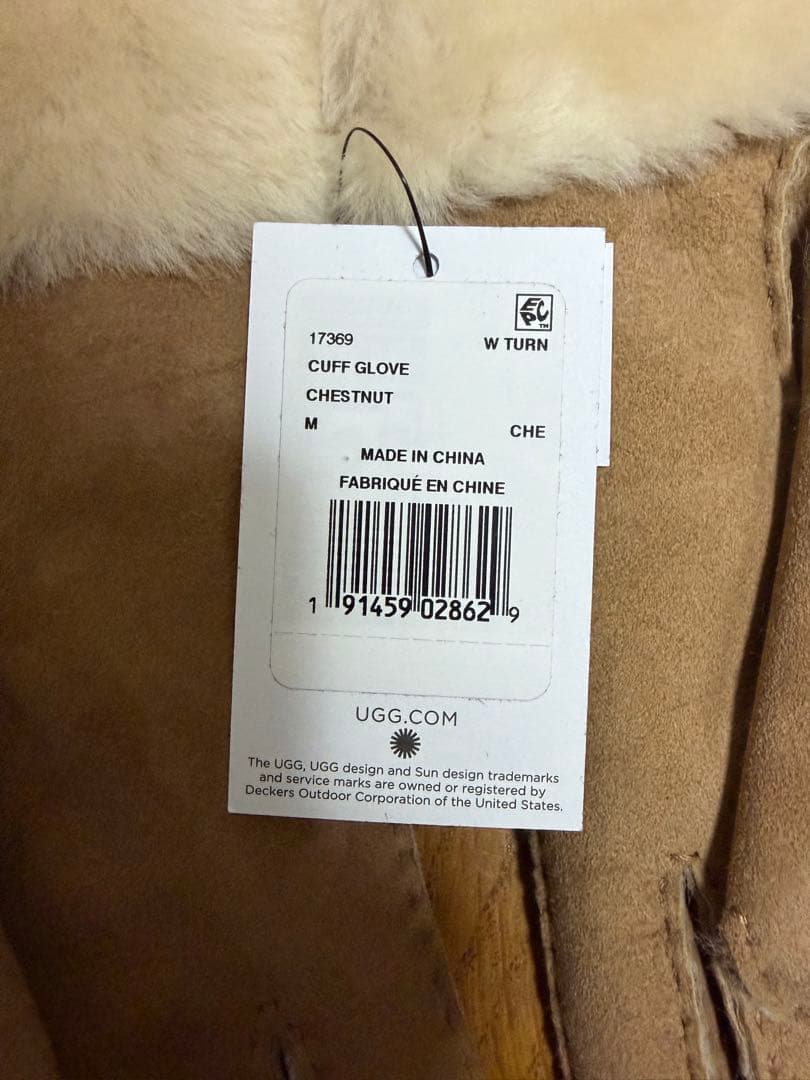 EPC™
17369
W TURN
CUFF GLOVE
CHESTNUT
M
CHE
MADE IN CHINA
FABRIQUÉ EN CHINE
1 91459 02862 9
UGG.COM
The UGG, UGG design and Sun design trademarks
and service marks are owned or registered by
Deckers Outdoor Corporation of the United States.